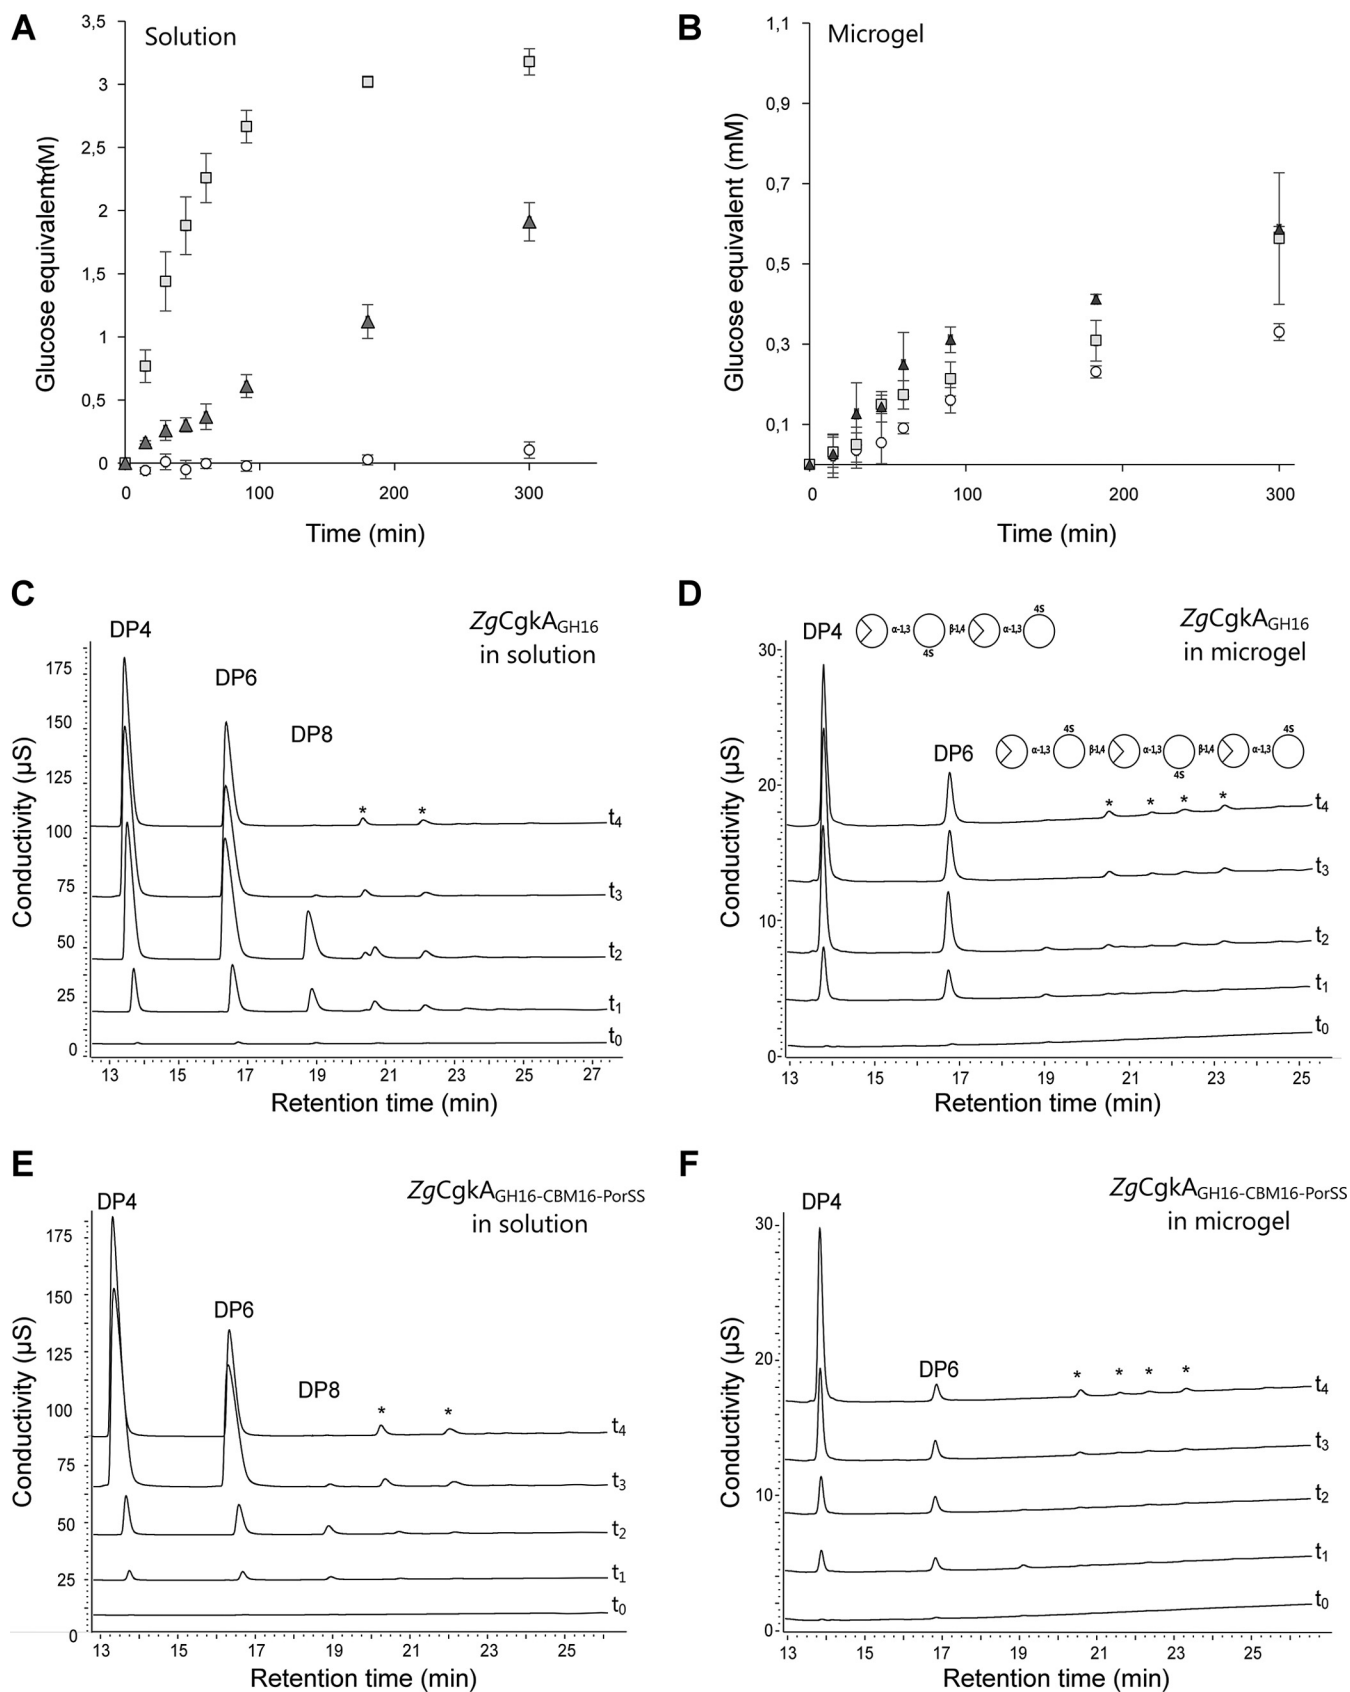 A
Solution
3,5
3
2,5
2
1,5
1
0,5
0
0 100 200 300
Time (min)
B
Microgel
1,1
0,9
0,7
0,5
0,3
0,1
0 100 200 300
Glucose equivalent (mM)
Time (min)
C
ZgCgkAGH16
in solution
DP4
DP6
DP8
* *
175
150
125
100
75
50
25
0
t4
t3
t2
t1
t0
Conductivity (µS)
13 15 17 19 21 23 25 27
Retention time (min)
D
ZgCgkAGH16
in microgel
DP4
α-1,3 4S β-1,4 α-1,3 4S
DP6
α-1,3 4S β-1,4 α-1,3 4S β-1,4 α-1,3 4S
* * * *
30
20
10
0
t4
t3
t2
t1
t0
Conductivity (µS)
13 15 17 19 21 23 25
Retention time (min)
E
ZgCgkAGH16-CBM16-PorSS
in solution
DP4
DP6
DP8
* *
175
150
125
100
75
50
25
0
t4
t3
t2
t1
t0
Conductivity (µS)
13 15 17 19 21 23 25
Retention time (min)
F
ZgCgkAGH16-CBM16-PorSS
in microgel
DP4
DP6
* * * *
30
20
10
0
t4
t3
t2
t1
t0
Conductivity (µS)
13 15 17 19 21 23 25
Retention time (min)